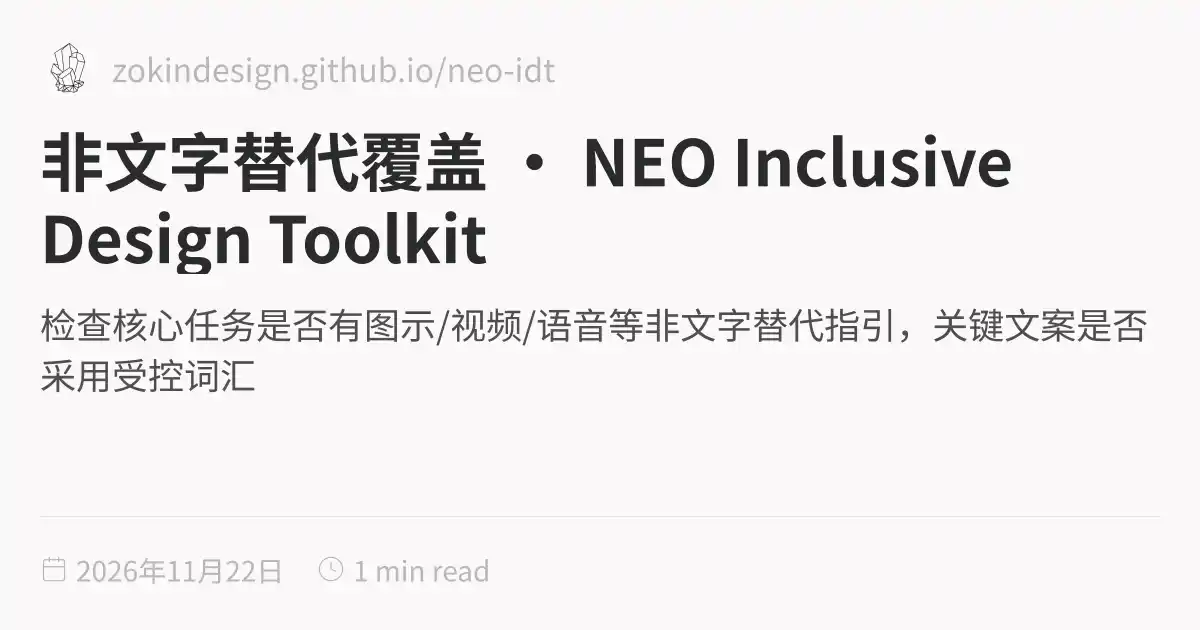 zokindesign.github.io/neo-idt
非文字替代覆盖 · NEO Inclusive
Design Toolkit
检查核心任务是否有图示/视频/语音等非文字替代指引，关键文案是否
采用受控词汇
2026年11月22日 1 min read